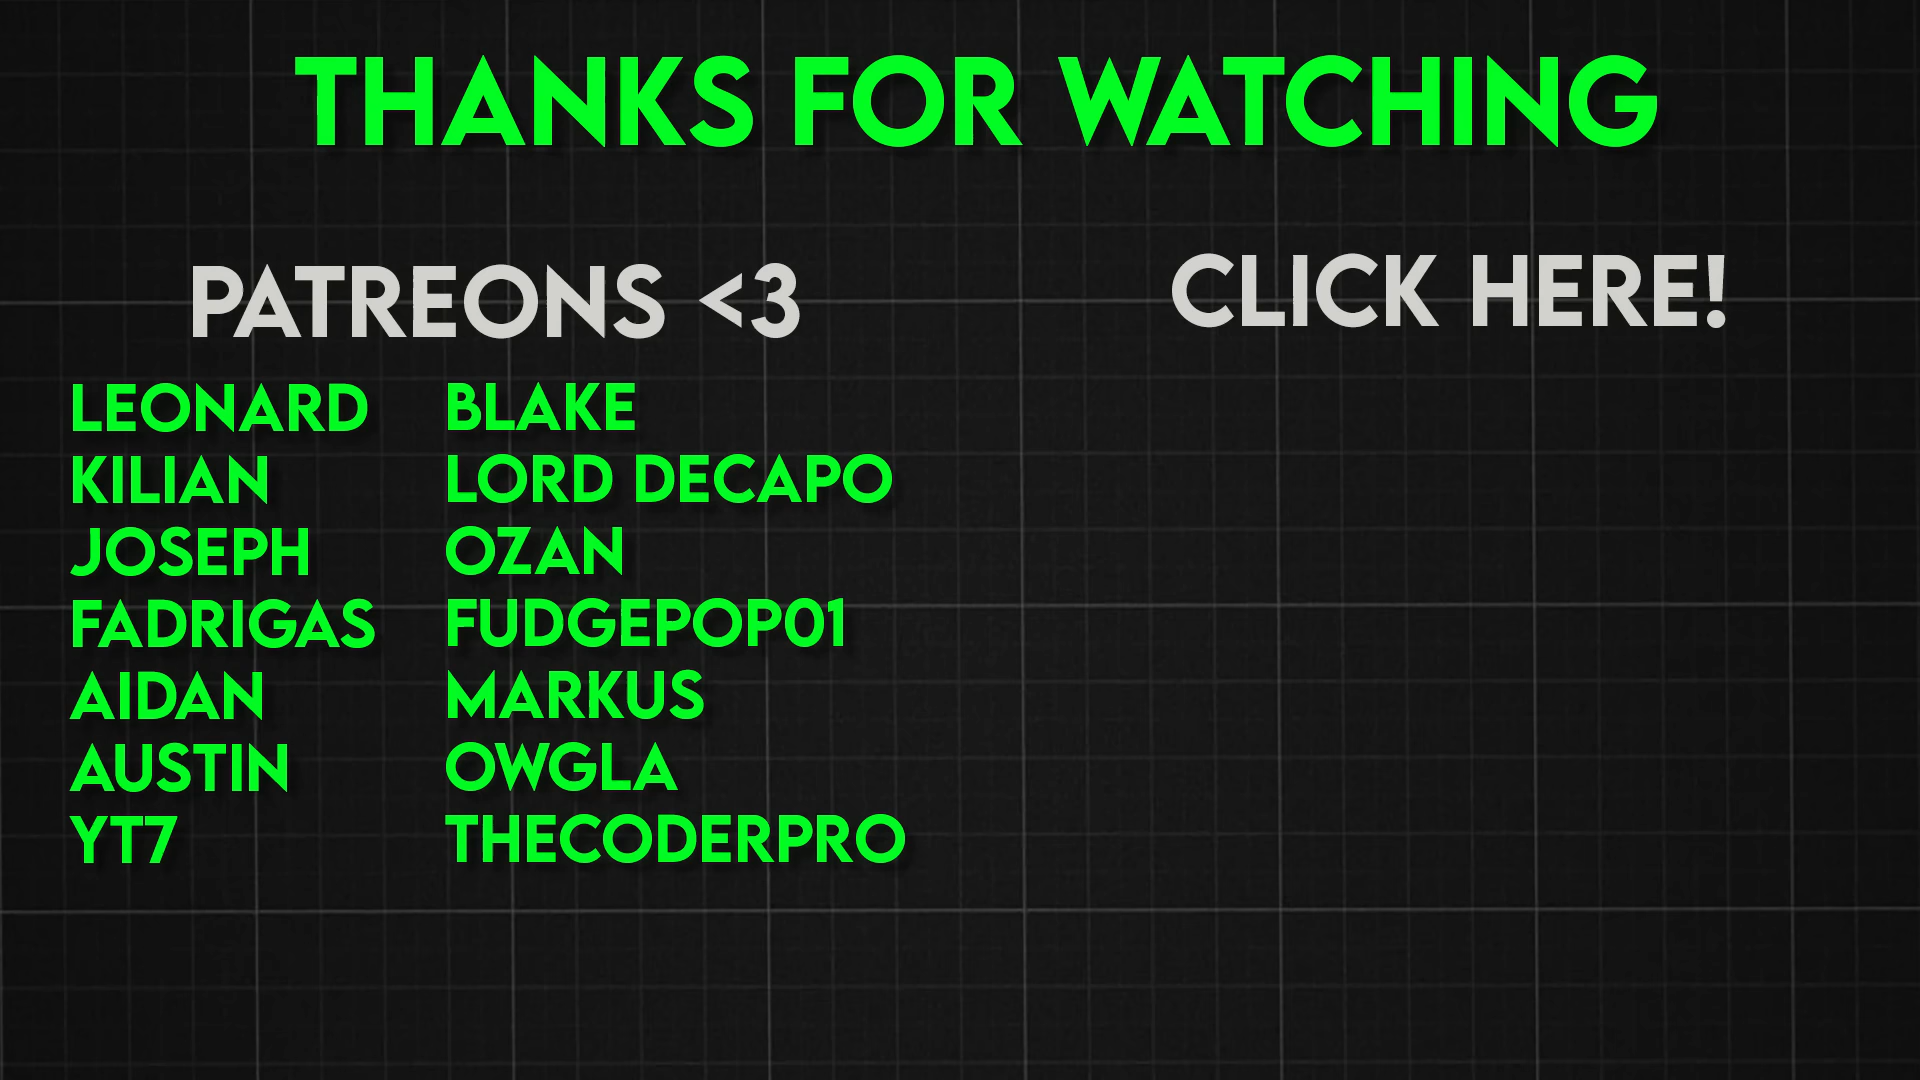 THANKS FOR WATCHING
PATREONS <3
LEONARD
KILIAN
JOSEPH
FADRIGAS
AIDAN
AUSTIN
YT7
BLAKE
LORD DECAPO
OZAN
FUDGEPOP01
MARKUS
OWGLA
THECODERPRO
CLICK HERE!